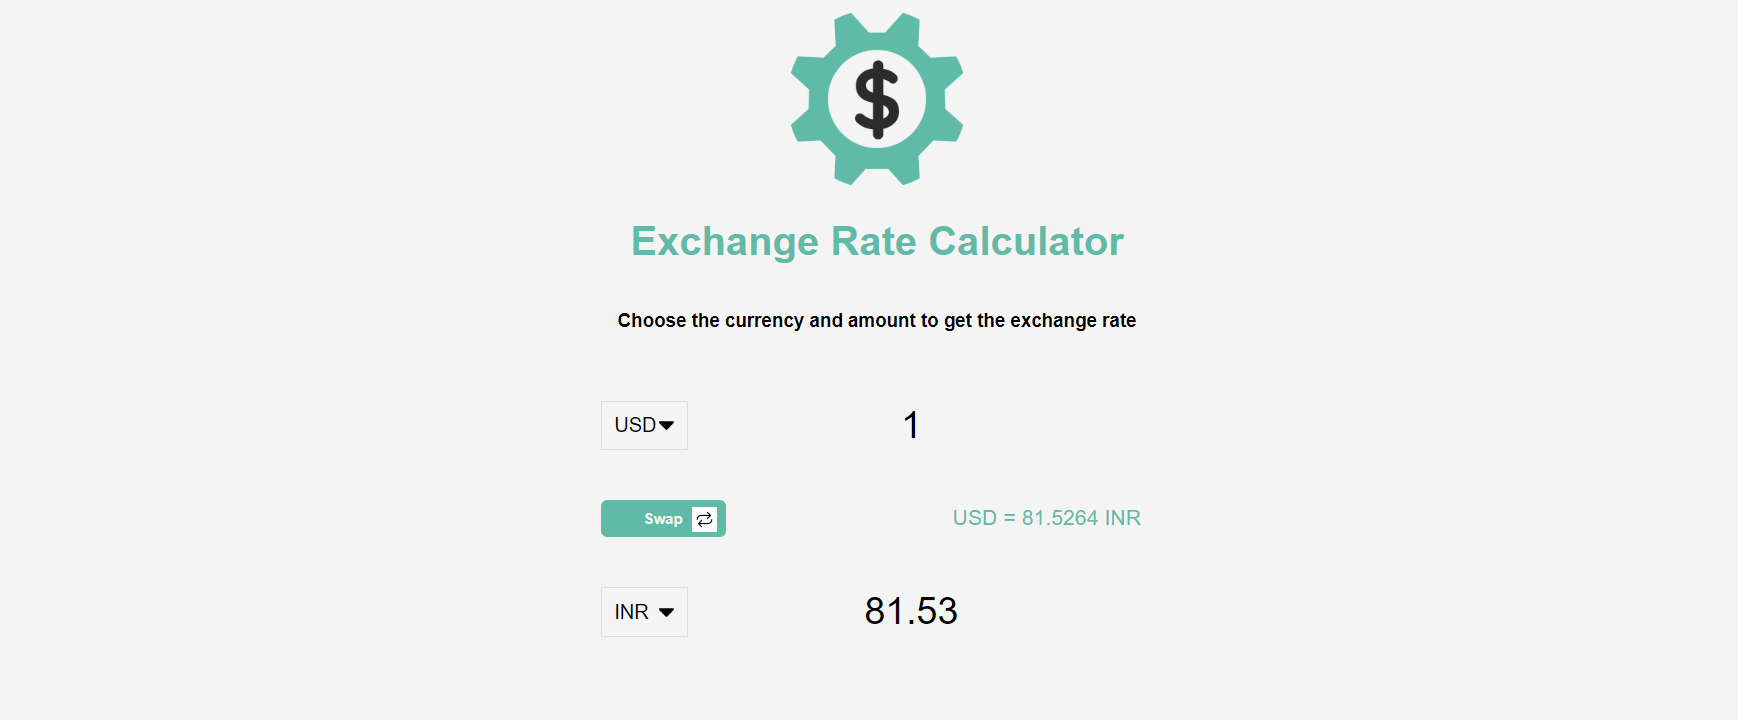 $
Exchange Rate Calculator
Choose the currency and amount to get the exchange rate
USD 1
Swap USD = 81.5264 INR
INR 81.53